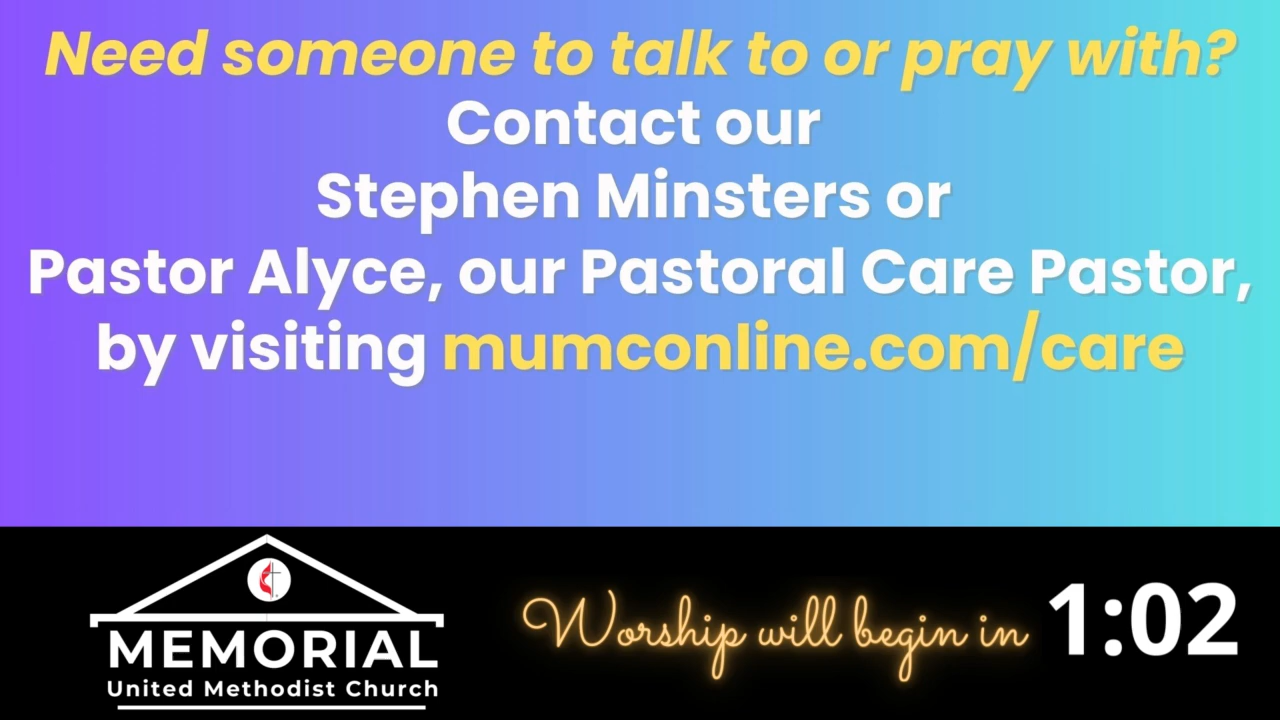 Need someone to talk to or pray with?
Contact our
Stephen Minsters or
Pastor Alyce, our Pastoral Care Pastor,
by visiting mumconline.com/care
MEMORIAL
United Methodist Church
Worship will begin in 1:02